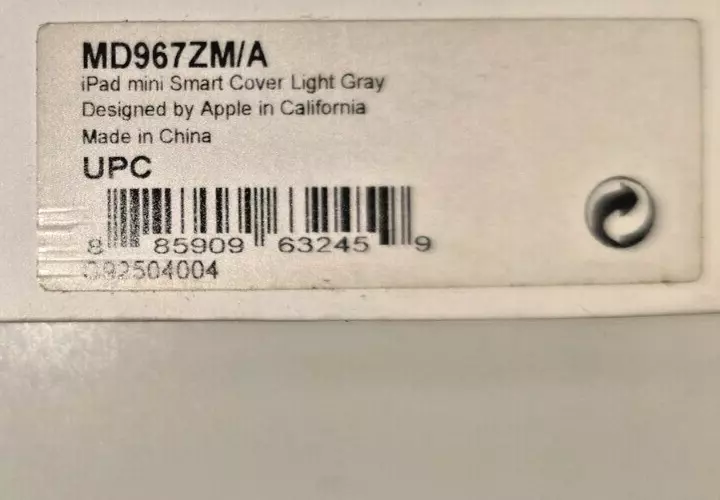 MD967ZM/A
iPad mini Smart Cover Light Gray
Designed by Apple in California
Made in China
UPC
8 85909 63245 9